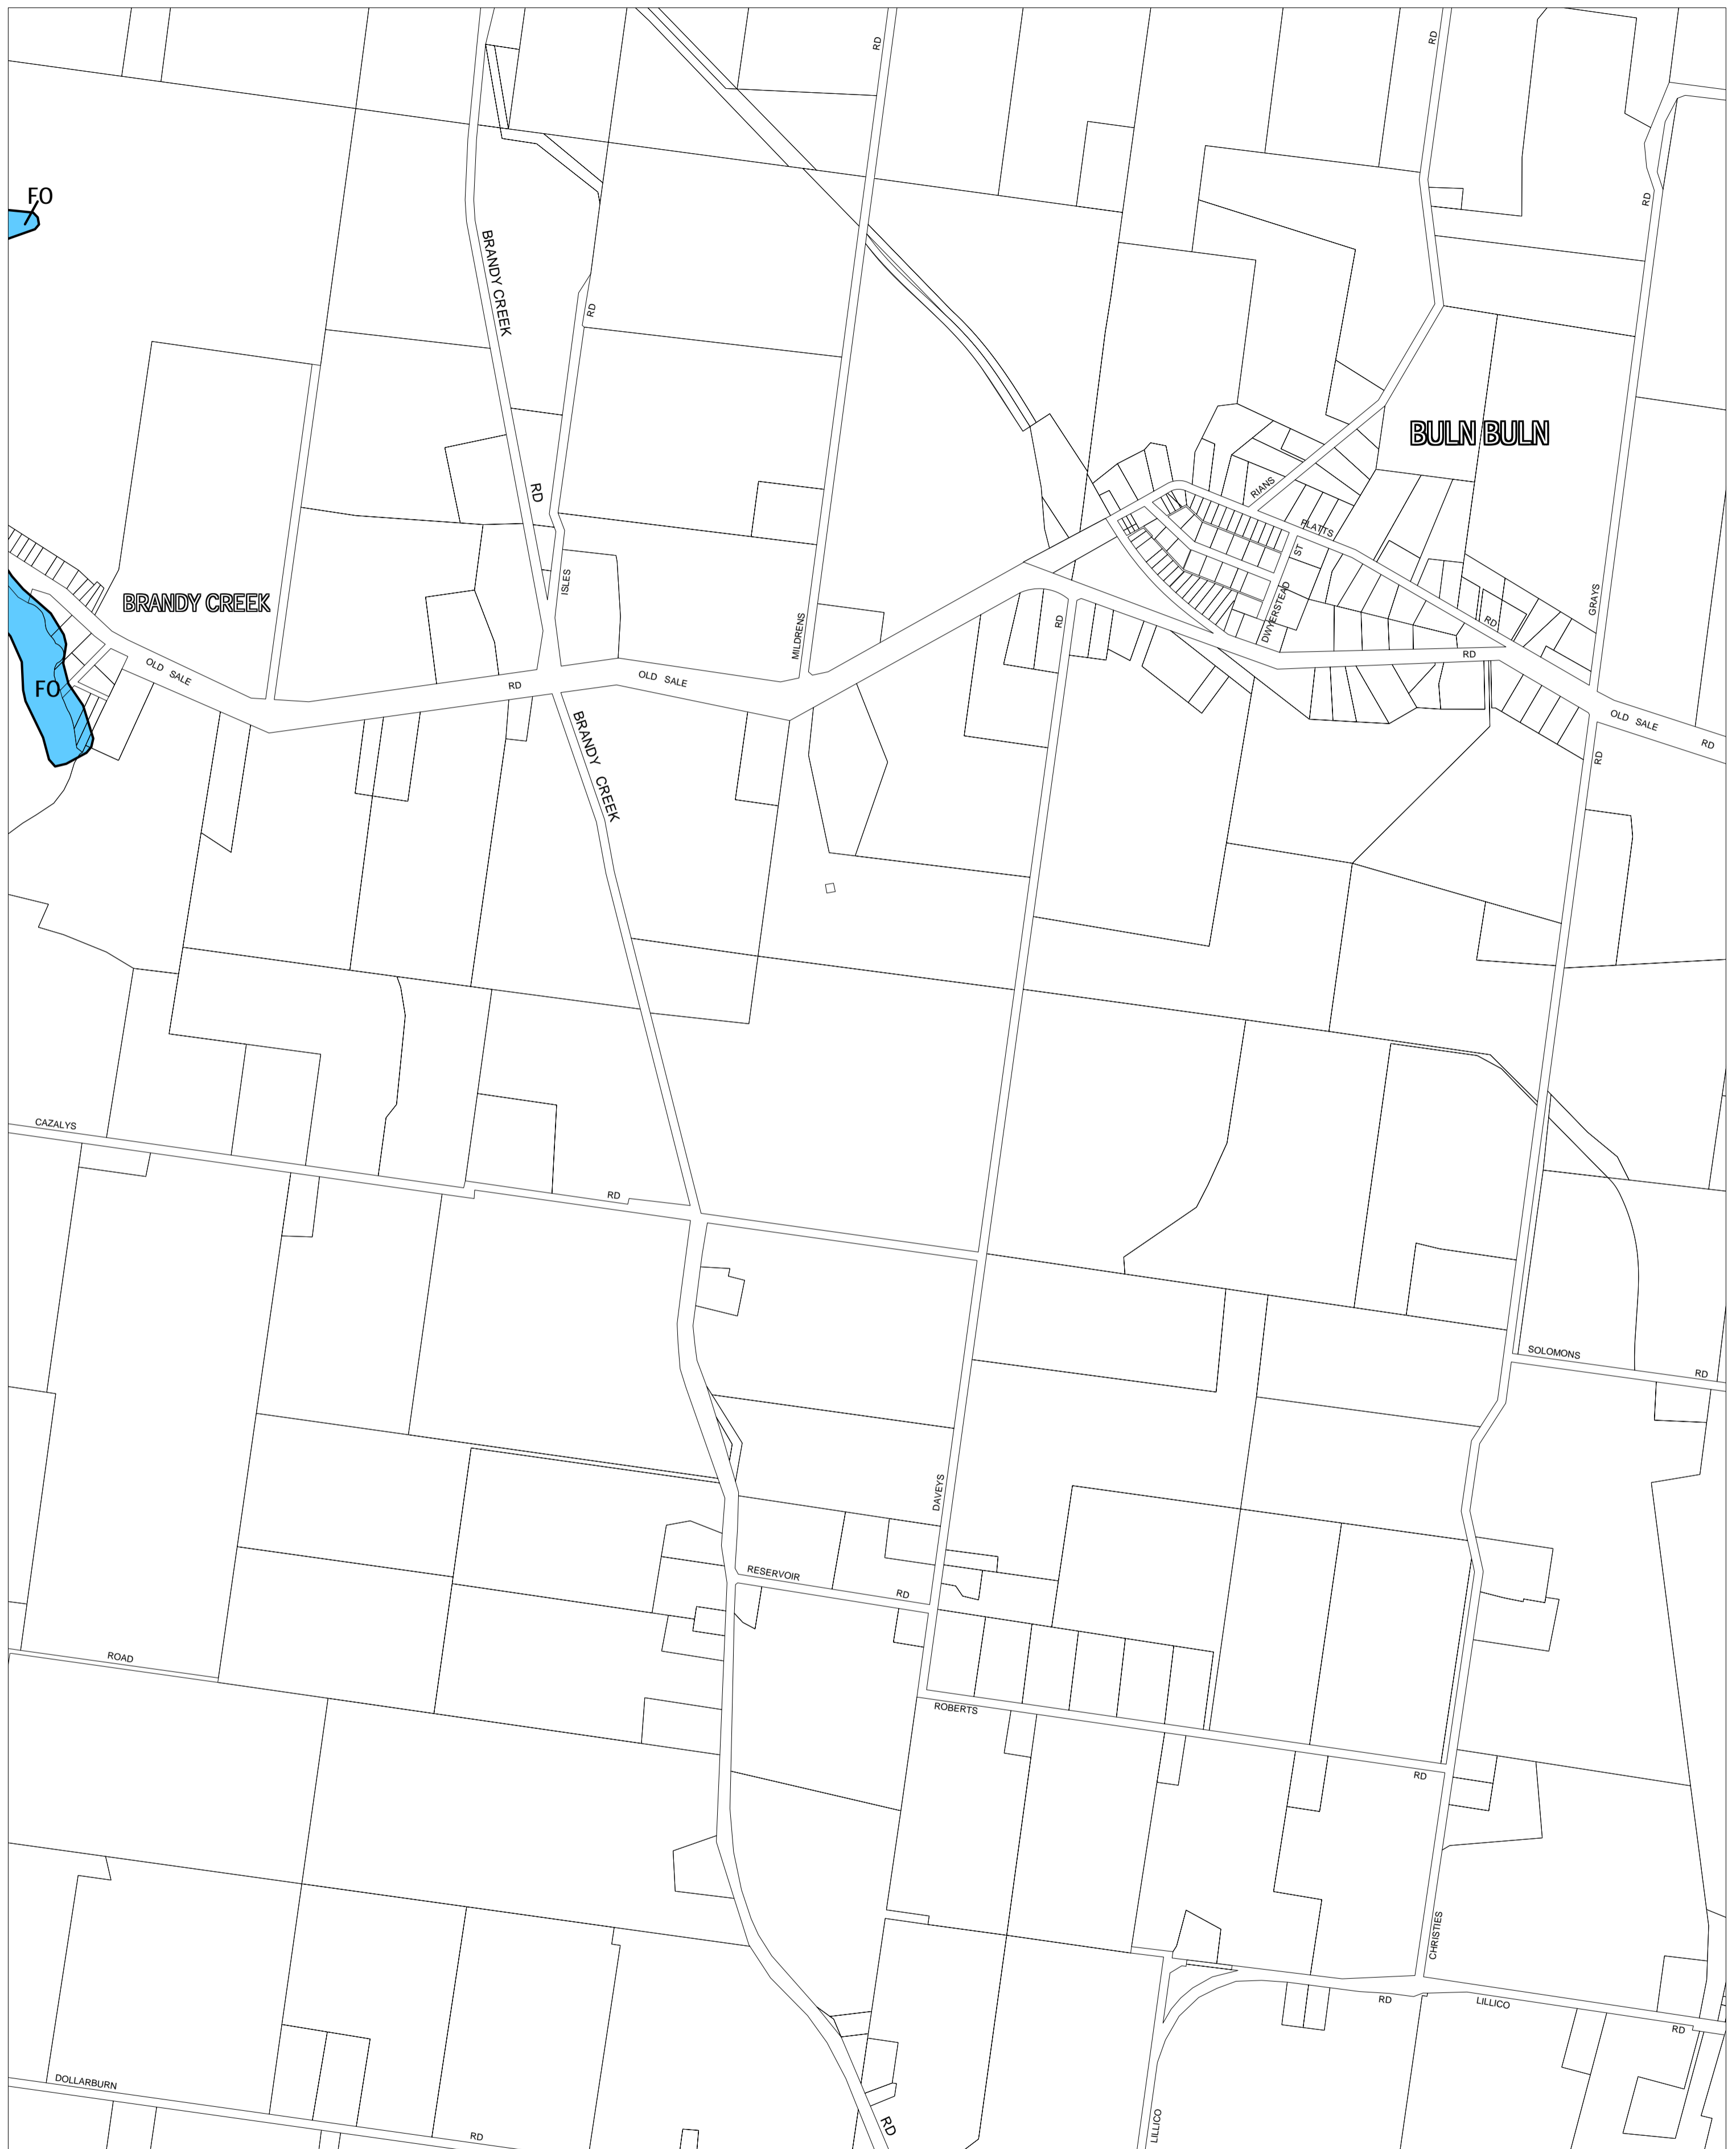 RD
RD
FO
RD
BRANDY CREEK
RD
BULN BULN
RD
RIANS
PLATTS
ST
ISLES
GRAYS
BRANDY CREEK
DWYERSTEAD
RD
RD
MILDRENS
RD
OLD SALE
OLD SALE
RD
FO
OLD SALE
RD
RD
BRANDY CREEK
CAZALYS
RD
SOLOMONS
RD
DAVEYS
RESERVOIR
RD
ROAD
ROBERTS
RD
CHRISTIES
RD
LILLICO
RD
DOLLARBURN
RD
RD
LILLICO